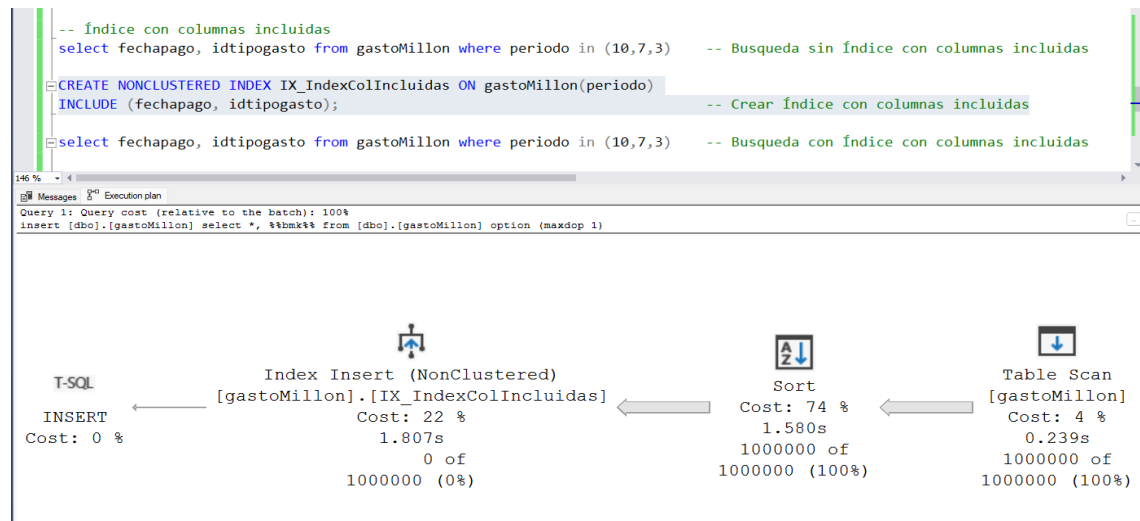 -- Índice con columnas incluidas
select fechapago, idtipogasto from gastoMillon where periodo in (10,7,3) -- Busqueda sin Índice con columnas incluidas
CREATE NONCLUSTERED INDEX IX_IndexColIncluidas ON gastoMillon(periodo)
INCLUDE (fechapago, idtipogasto); -- Crear Índice con columnas incluidas
select fechapago, idtipogasto from gastoMillon where periodo in (10,7,3) -- Busqueda con Índice con columnas incluidas
146 %
Messages Execution plan
Query 1: Query cost (relative to the batch): 100%
insert [dbo].[gastoMillon] select *, %%bmk%% from [dbo].[gastoMillon] option (maxdop 1)
T-SQL
INSERT
Cost: 0 %
Index Insert (NonClustered)
[gastoMillon].[IX_IndexColIncluidas]
Cost: 22 %
1.807s
0 of
1000000 (0%)
A
Z
Sort
Cost: 74 %
1.580s
1000000 of
1000000 (100%)
Table Scan
[gastoMillon]
Cost: 4 %
0.239s
1000000 of
1000000 (100%)